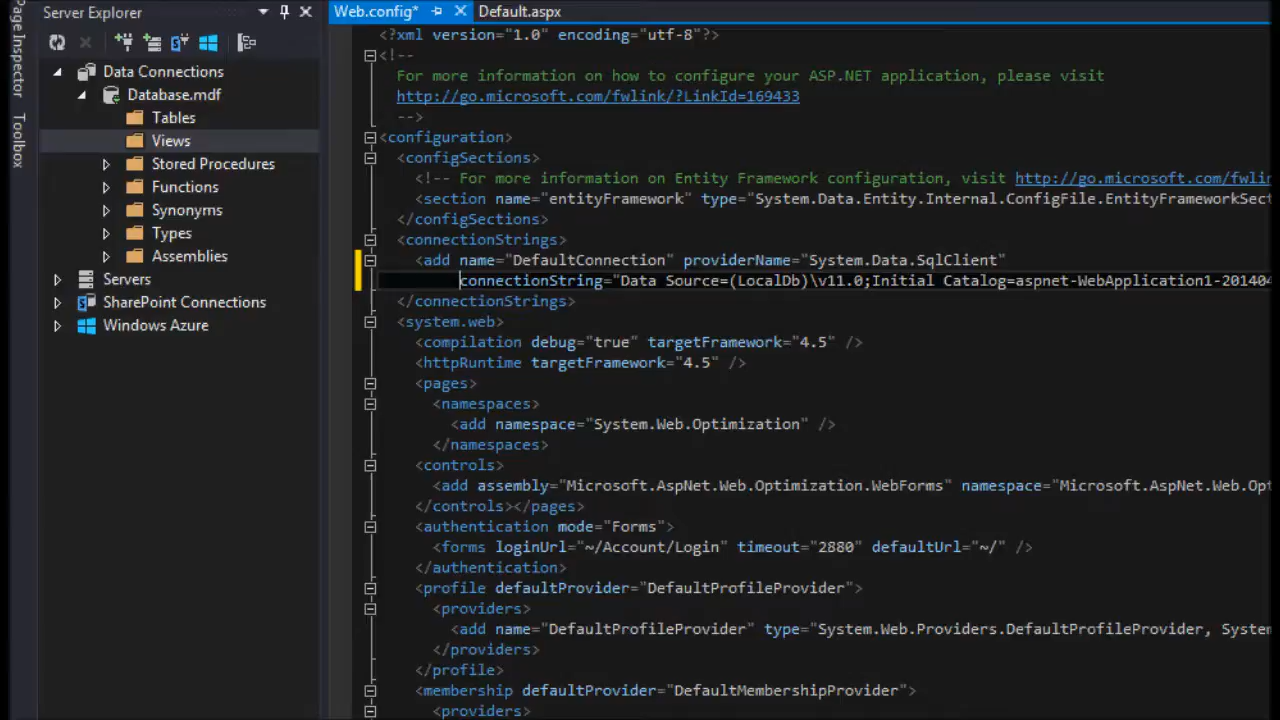 Page Inspector
Toolbox
Server Explorer
Data Connections
Database.mdf
Tables
Views
Stored Procedures
Functions
Synonyms
Types
Assemblies
Servers
SharePoint Connections
Windows Azure
Web.config*
Default.aspx
<?xml version="1.0" encoding="utf-8"?>
<!--
For more information on how to configure your ASP.NET application, please visit
http://go.microsoft.com/fwlink/?LinkId=169433
-->
<configuration>
<configSections>
<!-- For more information on Entity Framework configuration, visit http://go.microsoft.com/fwlin
<section name="entityFramework" type="System.Data.Entity.Internal.ConfigFile.EntityFrameworkSect
</configSections>
<connectionStrings>
<add name="DefaultConnection" providerName="System.Data.SqlClient"
connectionString="Data Source=(LocalDb)\v11.0;Initial Catalog=aspnet-WebApplication1-201404
</connectionStrings>
<system.web>
<compilation debug="true" targetFramework="4.5" />
<httpRuntime targetFramework="4.5" />
<pages>
<namespaces>
<add namespace="System.Web.Optimization" />
</namespaces>
<controls>
<add assembly="Microsoft.AspNet.Web.Optimization.WebForms" namespace="Microsoft.AspNet.Web.Opt
</controls></pages>
<authentication mode="Forms">
<forms loginUrl="~/Account/Login" timeout="2880" defaultUrl="~/" />
</authentication>
<profile defaultProvider="DefaultProfileProvider">
<providers>
<add name="DefaultProfileProvider" type="System.Web.Providers.DefaultProfileProvider, System
</providers>
</profile>
<membership defaultProvider="DefaultMembershipProvider">
<providers>